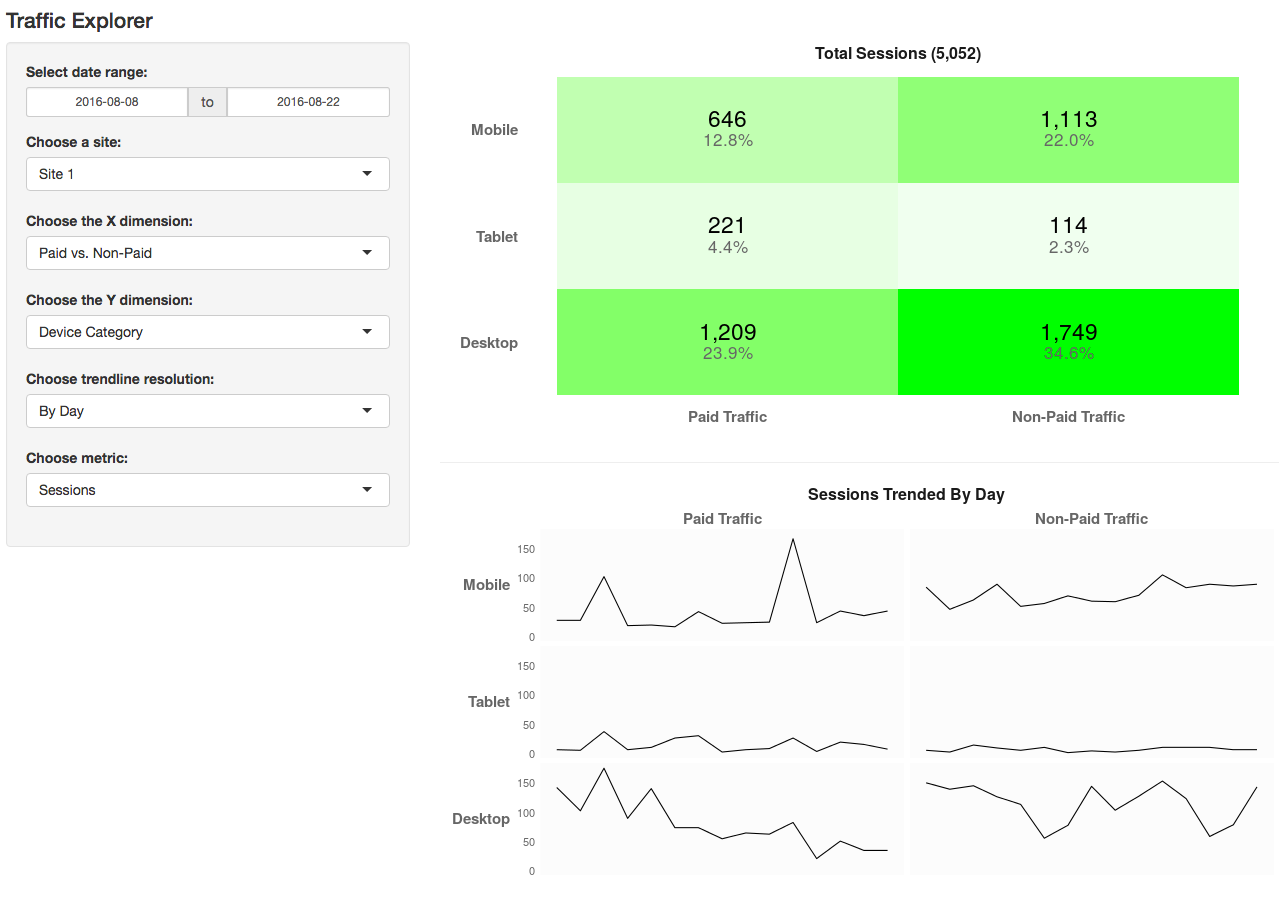 Traffic Explorer
Select date range:
2016-08-08 to 2016-08-22
Choose a site:
Site 1
Choose the X dimension:
Paid vs. Non-Paid
Choose the Y dimension:
Device Category
Choose trendline resolution:
By Day
Choose metric:
Sessions
Total Sessions (5,052)
Mobile
646
12.8%
1,113
22.0%
Tablet
221
4.4%
114
2.3%
Desktop
1,209
23.9%
1,749
34.6%
Paid Traffic
Non-Paid Traffic
Sessions Trended By Day
Paid Traffic
Non-Paid Traffic
Mobile
150
100
50
0
Tablet
150
100
50
0
Desktop
150
100
50
0